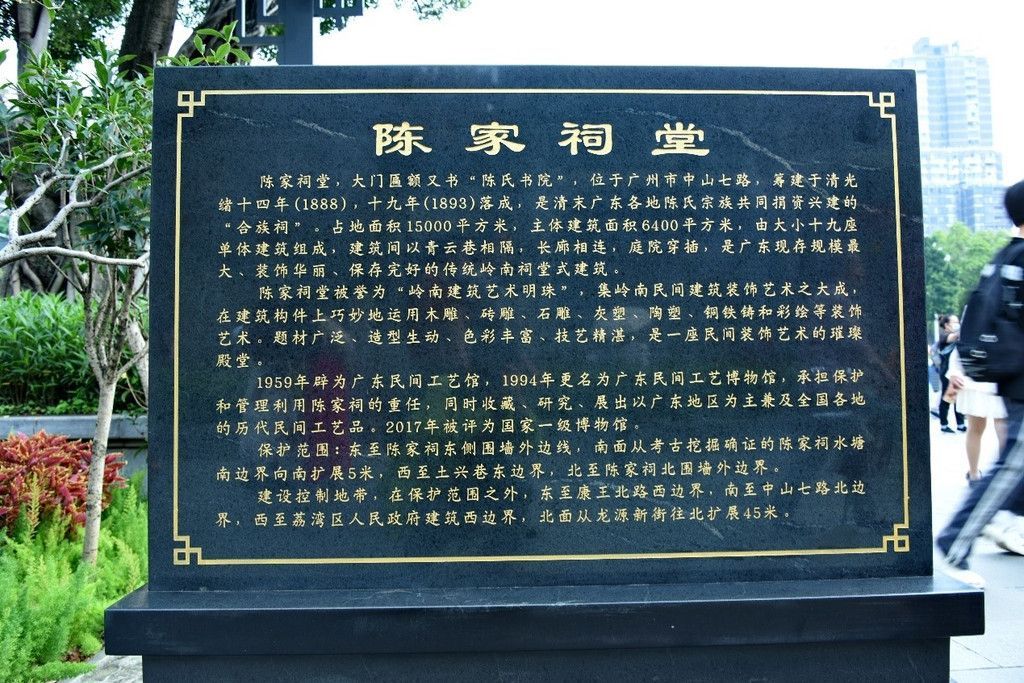 陈家祠堂
陈家祠堂，大门匾额又书“陈氏书院”，位于广州市中山七路，筹建于清光
绪十四年(1888)，十九年(1893)落成，是清末广东各地陈氏宗族共同捐资兴建的
“合族祠”。占地面积15000平方米，主体建筑面积6400平方米，由大小十九座
单体建筑组成，建筑间以青云巷相隔，长廊相连，庭院穿插，是广东现存规模最
大、装饰华丽、保存完好的传统岭南祠堂式建筑。
陈家祠堂被誉为“岭南建筑艺术明珠”，集岭南民间建筑装饰艺术之大成，
在建筑构件上巧妙地运用木雕、砖雕、石雕、灰塑、陶塑、铜铁铸和彩绘等装饰
艺术。题材广泛、造型生动、色彩丰富、技艺精湛，是一座民间装饰艺术的璀璨
殿堂。
1959年辟为广东民间工艺馆，1994年更名为广东民间工艺博物馆，承担保护
和管理利用陈家祠的重任，同时收藏、研究、展出以广东地区为主兼及全国各地
的历代民间工艺品。2017年被评为国家一级博物馆。
保护范围：东至陈家祠东侧围墙外边线，南面从考古挖掘确证的陈家祠水塘
南边界向南扩展5米，西至土兴巷东边界，北至陈家祠北围墙外边界。
建设控制地带，在保护范围之外，东至康王北路西边界，南至中山七路北边
界，西至荔湾区人民政府建筑西边界，北面从龙源新街往北扩展45米。